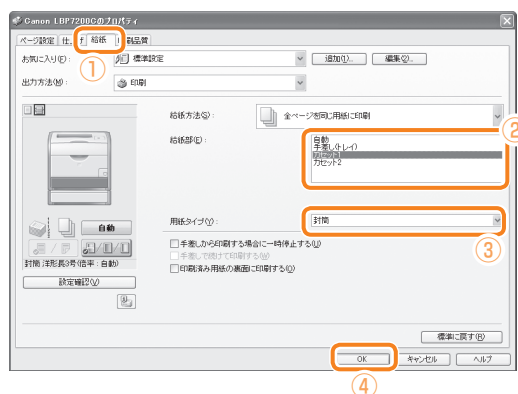 Canon LBP7200Cのプロパティ
ページ設定 仕上げ 給紙 印刷品質
①
お気に入り(F): 標準設定 追加(1)... 編集(2)...
出力方法(M): 印刷
給紙方法(S): 全ページを同じ用紙に印刷
②
給紙部(E): 自動
手差し(トレイ)
カセット1
カセット2
用紙タイプ(Y): 封筒
③
自動
手差しから印刷する場合に一時停止する(U)
手差しで続けて印刷する(W)
印刷済み用紙の裏面に印刷する(Q)
封筒 洋形長3号(倍率: 自動)
設定確認(V)
標準に戻す(R)
OK キャンセル ヘルプ
④